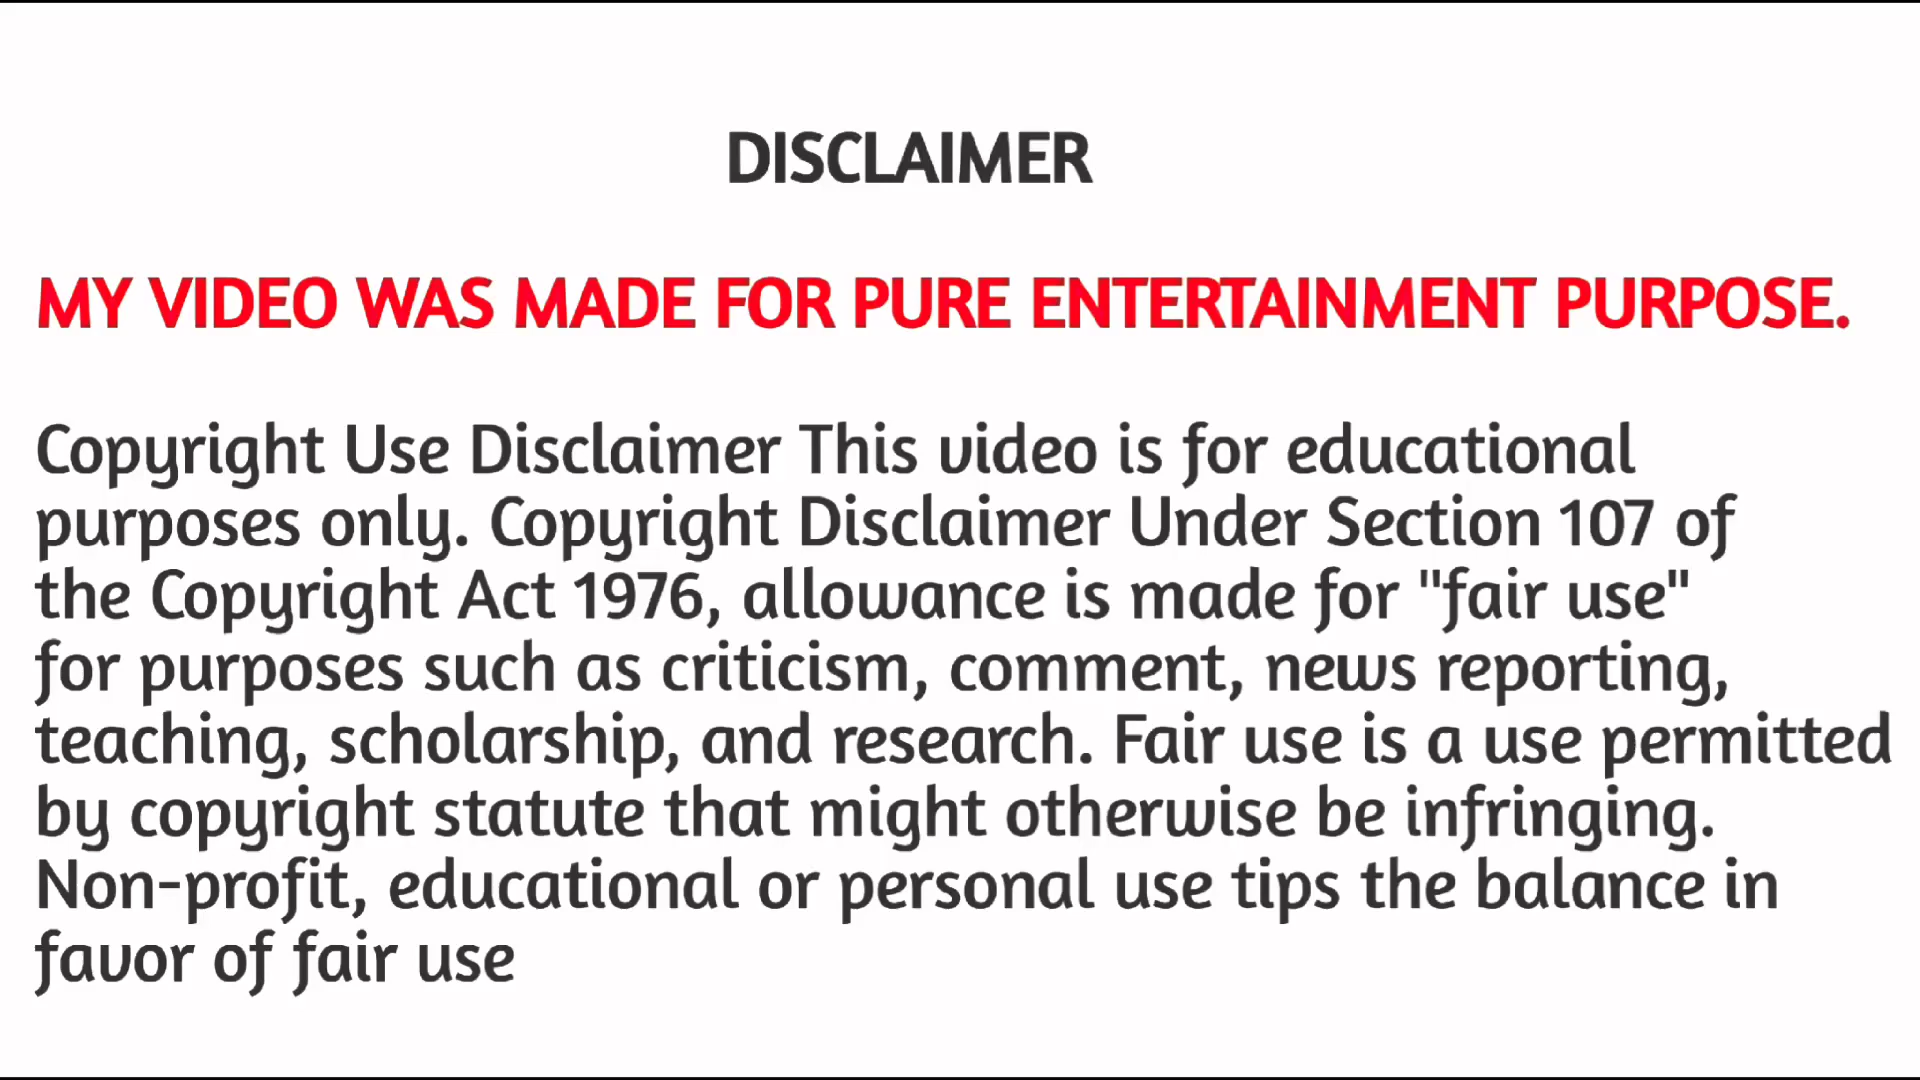 DISCLAIMER
MY VIDEO WAS MADE FOR PURE ENTERTAINMENT PURPOSE.
Copyright Use Disclaimer This video is for educational
purposes only. Copyright Disclaimer Under Section 107 of
the Copyright Act 1976, allowance is made for "fair use"
for purposes such as criticism, comment, news reporting,
teaching, scholarship, and research. Fair use is a use permitted
by copyright statute that might otherwise be infringing.
Non-profit, educational or personal use tips the balance in
favor of fair use